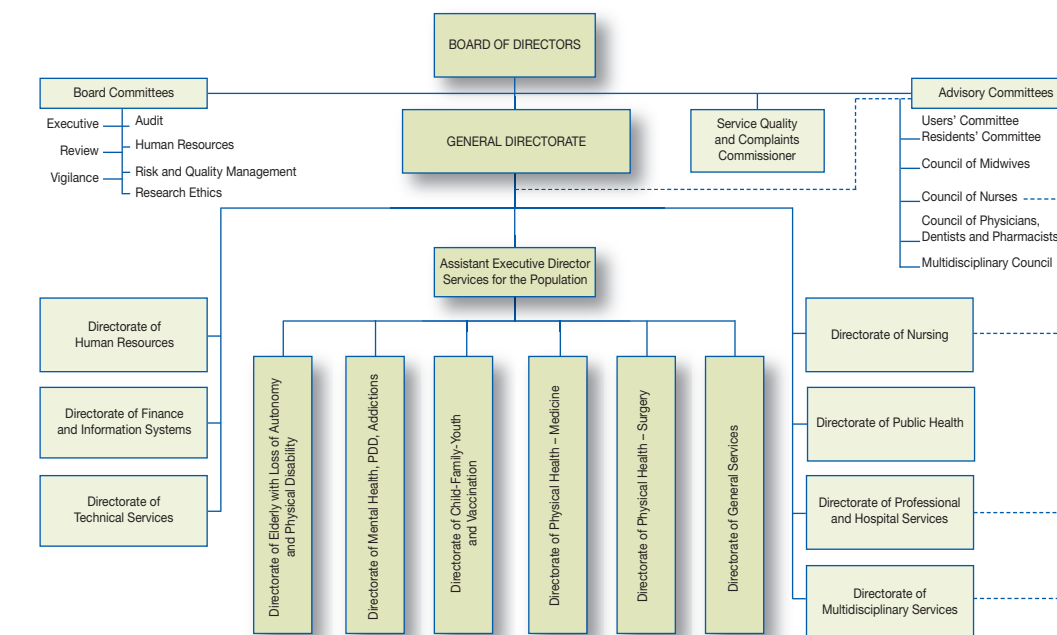 BOARD OF DIRECTORS
Board Committees
Executive
Audit
Human Resources
Review
Risk and Quality Management
Vigilance
Research Ethics
GENERAL DIRECTORATE
Service Quality
and Complaints
Commissioner
Advisory Committees
Users' Committee
Residents' Committee
Council of Midwives
Council of Nurses
Council of Physicians,
Dentists and Pharmacists
Multidisciplinary Council
Assistant Executive Director
Services for the Population
Directorate of
Human Resources
Directorate of Finance
and Information Systems
Directorate of
Technical Services
Directorate of Elderly with Loss of Autonomy
and Physical Disability
Directorate of Mental Health, PDD, Addictions
Directorate of Child-Family-Youth
and Vaccination
Directorate of Physical Health – Medicine
Directorate of Physical Health – Surgery
Directorate of General Services
Directorate of Nursing
Directorate of Public Health
Directorate of Professional
and Hospital Services
Directorate of
Multidisciplinary Services